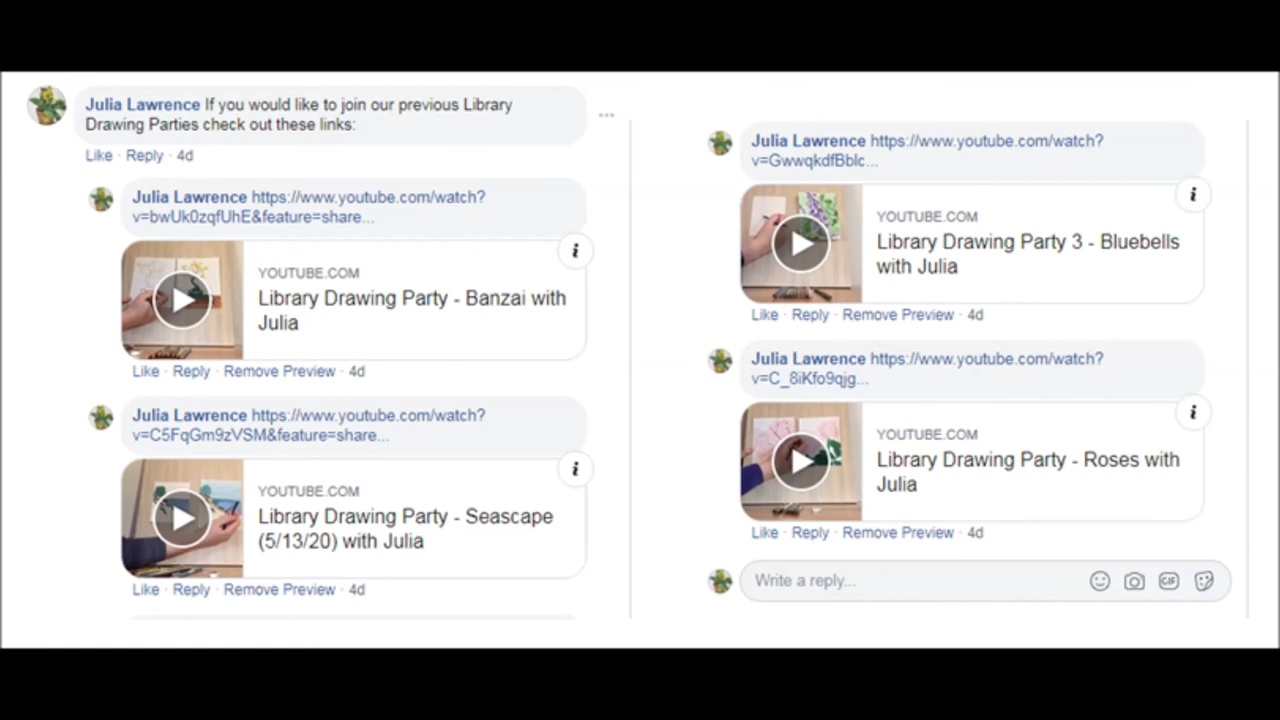 Julia Lawrence If you would like to join our previous Library
Drawing Parties check out these links:
Like · Reply · 4d
Julia Lawrence https://www.youtube.com/watch?
v=bwUk0zqfUhE&feature=share...
i
YOUTUBE.COM
Library Drawing Party - Banzai with
Julia
Like · Reply · Remove Preview · 4d
Julia Lawrence https://www.youtube.com/watch?
v=C5FqGm9zVSM&feature=share...
i
YOUTUBE.COM
Library Drawing Party - Seascape
(5/13/20) with Julia
Like · Reply · Remove Preview · 4d
Julia Lawrence https://www.youtube.com/watch?
v=GwwqkdfBblc...
i
YOUTUBE.COM
Library Drawing Party 3 - Bluebells
with Julia
Like · Reply · Remove Preview · 4d
Julia Lawrence https://www.youtube.com/watch?
v=C_8iKfo9qjg...
i
YOUTUBE.COM
Library Drawing Party - Roses with
Julia
Like · Reply · Remove Preview · 4d
Write a reply...
GIF